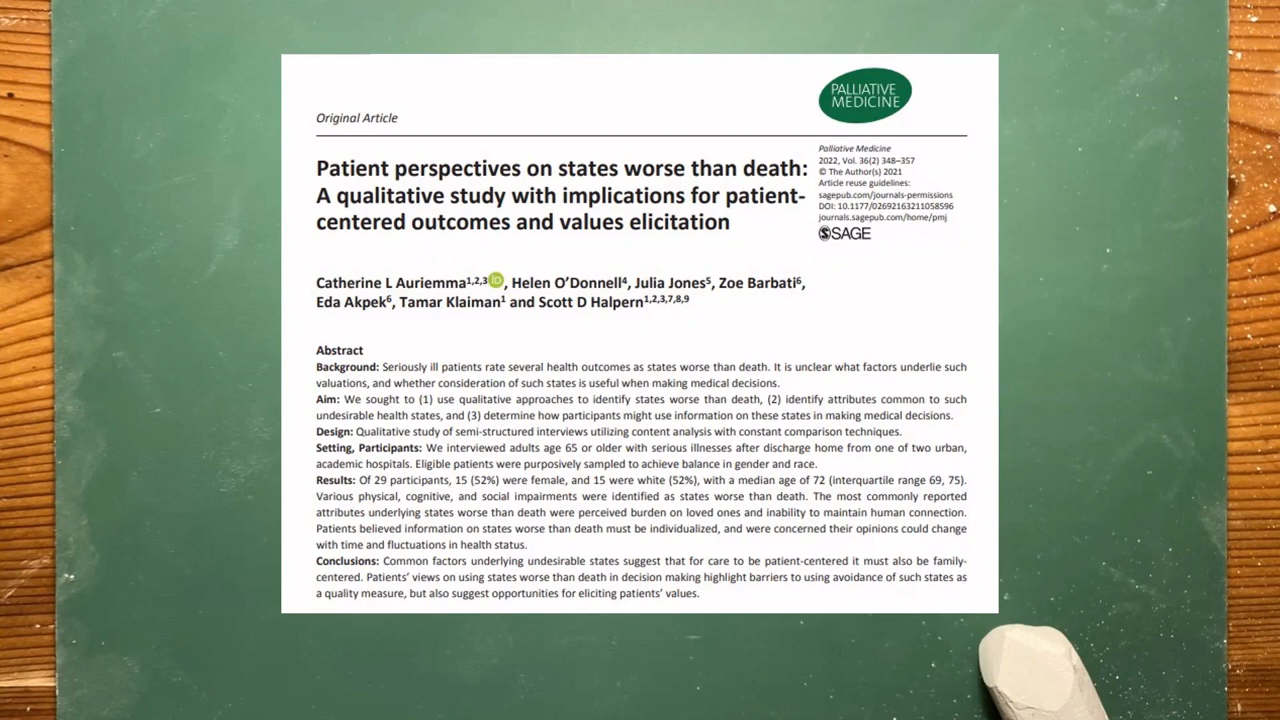 PALLIATIVE
MEDICINE
Original Article
Patient perspectives on states worse than death:
A qualitative study with implications for patient-
centered outcomes and values elicitation
Palliative Medicine
2022, Vol. 36(2) 348–357
© The Author(s) 2021
Article reuse guidelines:
sagepub.com/journals-permissions
DOI: 10.1177/02692163211058596
journals.sagepub.com/home/pmj
SAGE
Catherine L Auriemma1,2,3 iD, Helen O’Donnell4, Julia Jones5, Zoe Barbati6,
Eda Akpek6, Tamar Klaiman1 and Scott D Halpern1,2,3,7,8,9
Abstract
Background: Seriously ill patients rate several health outcomes as states worse than death. It is unclear what factors underlie such
valuations, and whether consideration of such states is useful when making medical decisions.
Aim: We sought to (1) use qualitative approaches to identify states worse than death, (2) identify attributes common to such
undesirable health states, and (3) determine how participants might use information on these states in making medical decisions.
Design: Qualitative study of semi-structured interviews utilizing content analysis with constant comparison techniques.
Setting, Participants: We interviewed adults age 65 or older with serious illnesses after discharge home from one of two urban,
academic hospitals. Eligible patients were purposively sampled to achieve balance in gender and race.
Results: Of 29 participants, 15 (52%) were female, and 15 were white (52%), with a median age of 72 (interquartile range 69, 75).
Various physical, cognitive, and social impairments were identified as states worse than death. The most commonly reported
attributes underlying states worse than death were perceived burden on loved ones and inability to maintain human connection.
Patients believed information on states worse than death must be individualized, and were concerned their opinions could change
with time and fluctuations in health status.
Conclusions: Common factors underlying undesirable states suggest that for care to be patient-centered it must also be family-
centered. Patients’ views on using states worse than death in decision making highlight barriers to using avoidance of such states as
a quality measure, but also suggest opportunities for eliciting patients’ values.